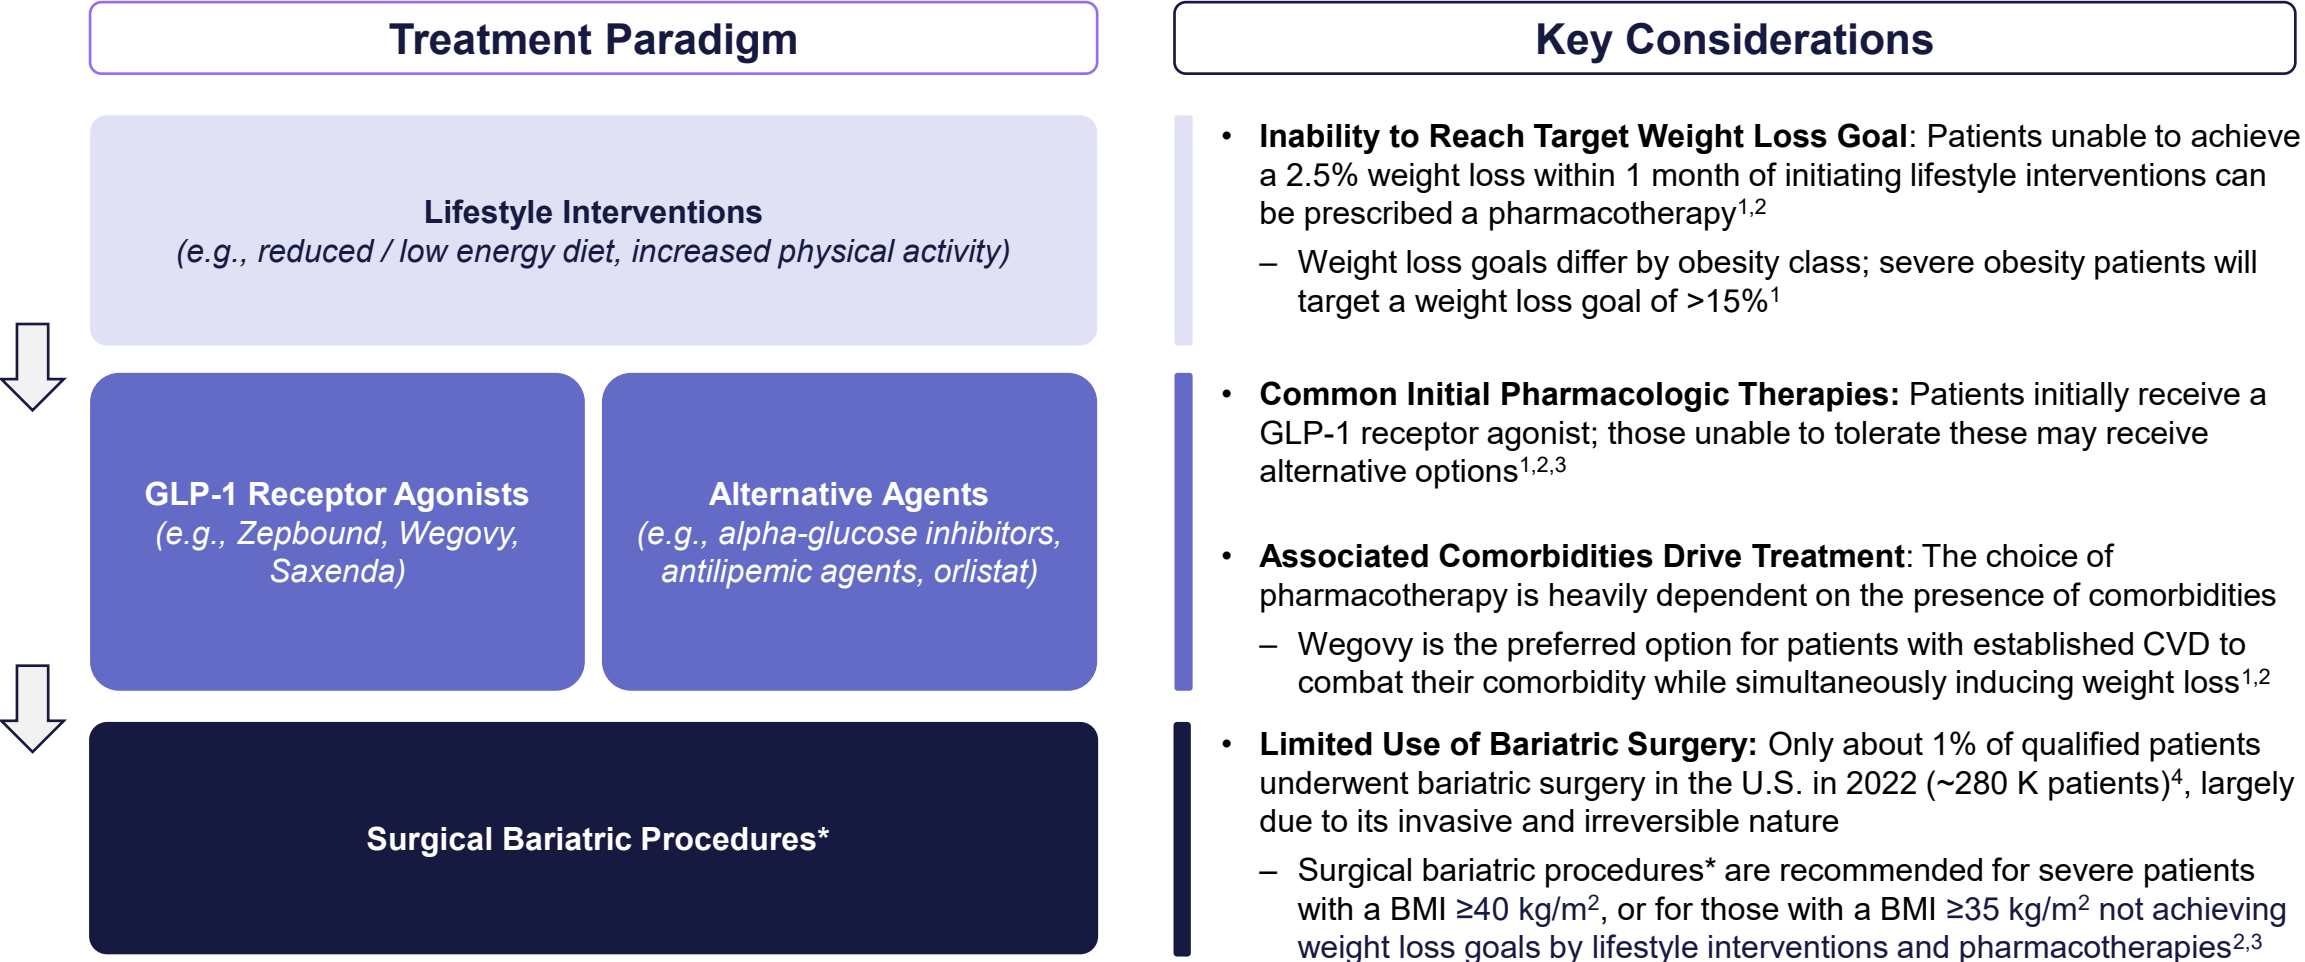 Treatment Paradigm
Lifestyle Interventions
(e.g., reduced / low energy diet, increased physical activity)
GLP-1 Receptor Agonists
(e.g., Zepbound, Wegovy,
Saxenda)
Alternative Agents
(e.g., alpha-glucose inhibitors,
antilipemic agents, orlistat)
Surgical Bariatric Procedures*
Key Considerations
• Inability to Reach Target Weight Loss Goal: Patients unable to achieve
a 2.5% weight loss within 1 month of initiating lifestyle interventions can
be prescribed a pharmacotherapy1,2
– Weight loss goals differ by obesity class; severe obesity patients will
target a weight loss goal of >15%1
• Common Initial Pharmacologic Therapies: Patients initially receive a
GLP-1 receptor agonist; those unable to tolerate these may receive
alternative options1,2,3
• Associated Comorbidities Drive Treatment: The choice of
pharmacotherapy is heavily dependent on the presence of comorbidities
– Wegovy is the preferred option for patients with established CVD to
combat their comorbidity while simultaneously inducing weight loss1,2
• Limited Use of Bariatric Surgery: Only about 1% of qualified patients
underwent bariatric surgery in the U.S. in 2022 (~280 K patients)4, largely
due to its invasive and irreversible nature
– Surgical bariatric procedures* are recommended for severe patients
with a BMI ≥40 kg/m2, or for those with a BMI ≥35 kg/m2 not achieving
weight loss goals by lifestyle interventions and pharmacotherapies2,3